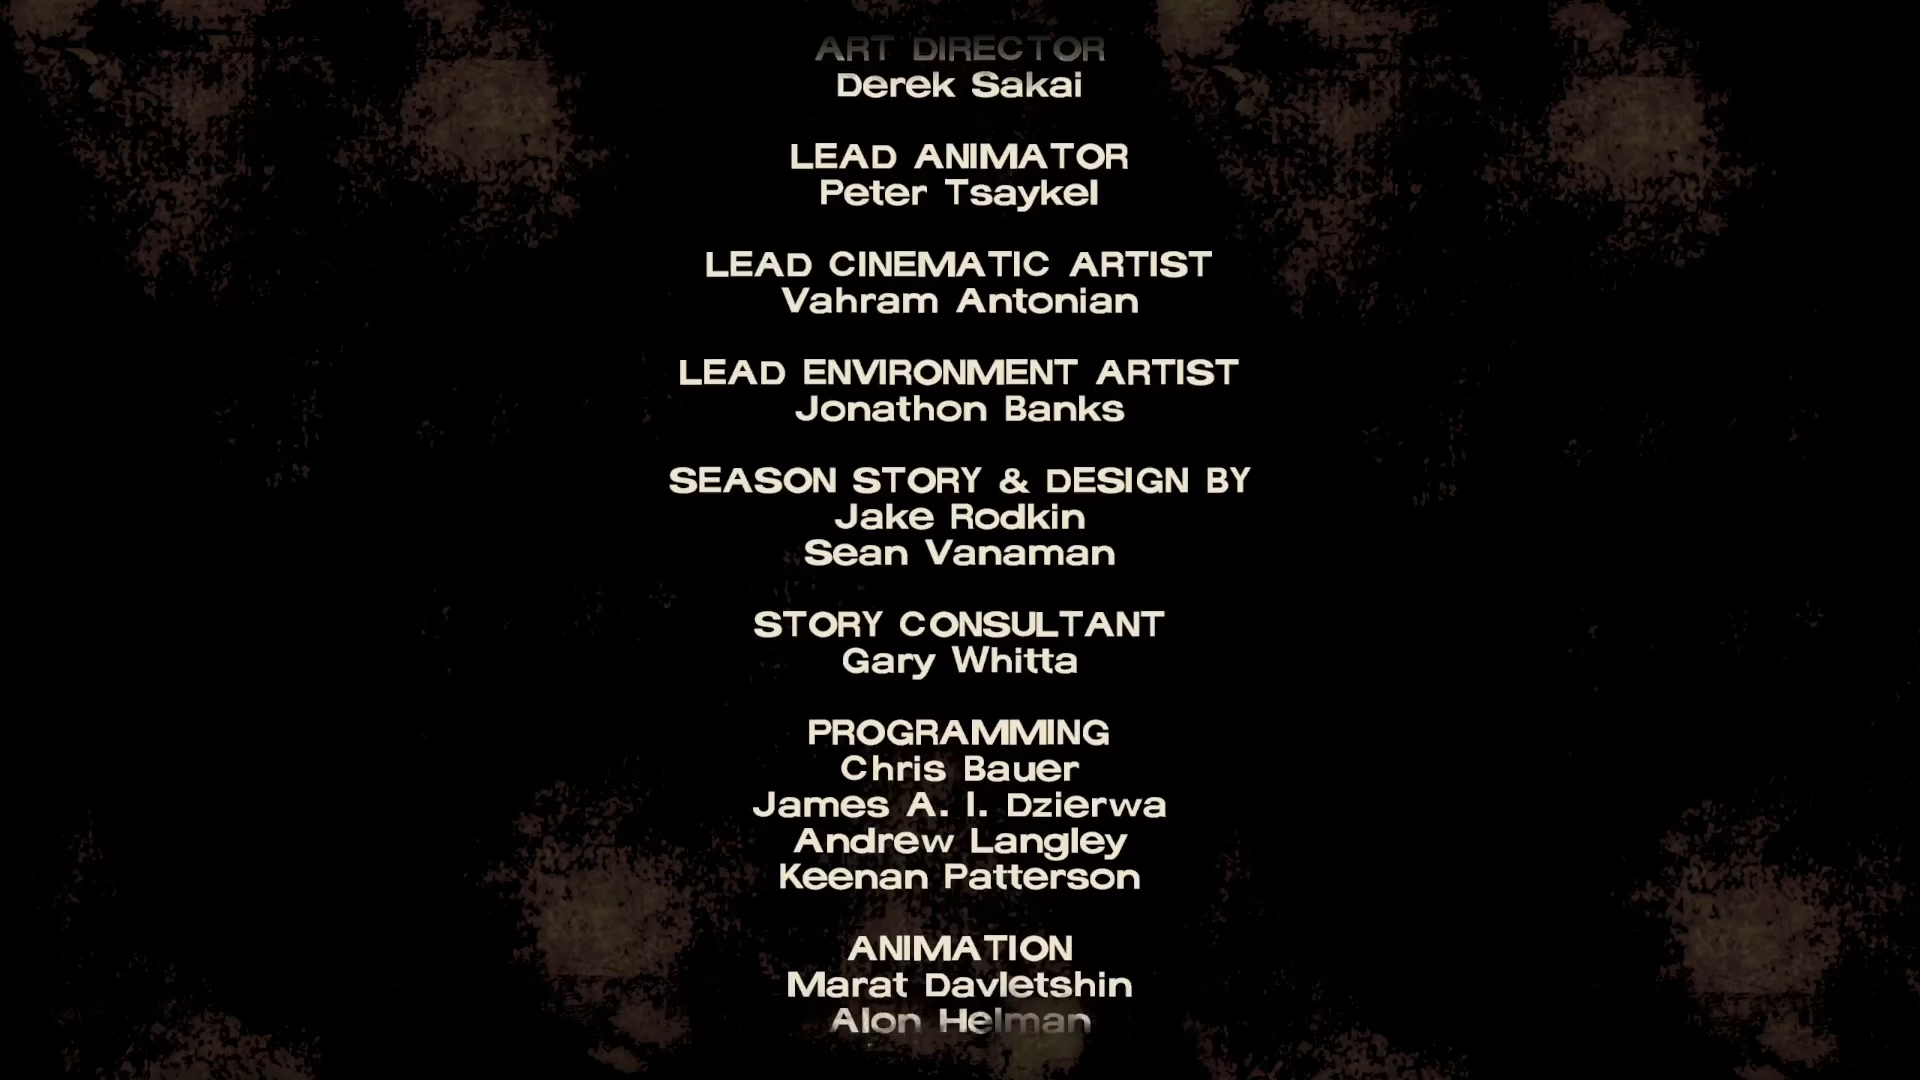 ART DIRECTOR
Derek Sakai
LEAD ANIMATOR
Peter Tsaykel
LEAD CINEMATIC ARTIST
Vahram Antonian
LEAD ENVIRONMENT ARTIST
Jonathon Banks
SEASON STORY & DESIGN BY
Jake Rodkin
Sean Vanaman
STORY CONSULTANT
Gary Whitta
PROGRAMMING
Chris Bauer
James A. I. Dzierwa
Andrew Langley
Keenan Patterson
ANIMATION
Marat Davletshin
Alon Helman